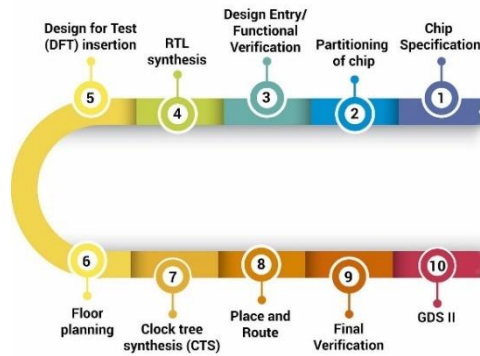 Chip
Specification
1
Partitioning
of chip
2
Design Entry/
Functional
Verification
3
RTL
synthesis
4
Design for Test
(DFT) insertion
5
6
Floor
planning
7
Clock tree
synthesis (CTS)
8
Place and
Route
9
Final
Verification
10
GDS II